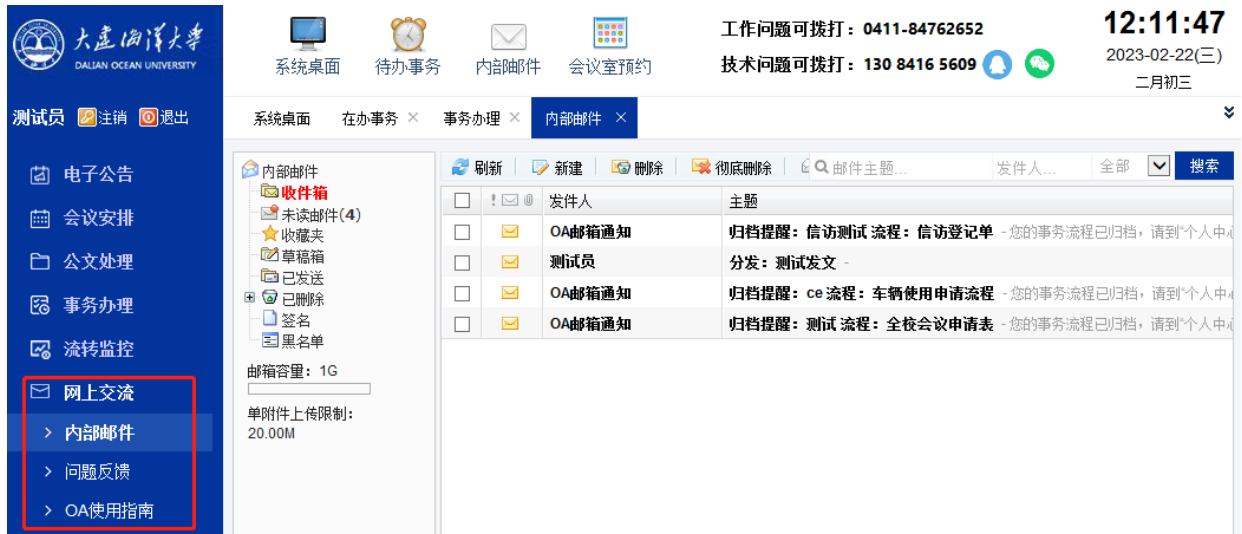 大连海洋大学
DALIAN OCEAN UNIVERSITY
系统桌面
待办事务
内部邮件
会议室预约
工作问题可拨打：0411-84762652
技术问题可拨打：130 8416 5609
12:11:47
2023-02-22(三)
二月初三
测试员 注销 退出
系统桌面
在办事务 ×
事务办理 ×
内部邮件 ×
电子公告
会议安排
公文处理
事务办理
流转监控
网上交流
> 内部邮件
> 问题反馈
> OA使用指南
内部邮件
收件箱
未读邮件(4)
收藏夹
草稿箱
已发送
已删除
签名
黑名单
邮箱容量：1G
单附件上传限制：
20.00M
刷新 新建 删除 彻底删除 邮件主题... 发件人... 全部 搜索
发件人 主题
OA邮箱通知 归档提醒：信访测试 流程：信访登记单 - 您的事务流程已归档，请到“个人中心
测试员 分发：测试发文 -
OA邮箱通知 归档提醒：ce 流程：车辆使用申请流程 - 您的事务流程已归档，请到“个人中
OA邮箱通知 归档提醒：测试 流程：全校会议申请表 - 您的事务流程已归档，请到“个人中